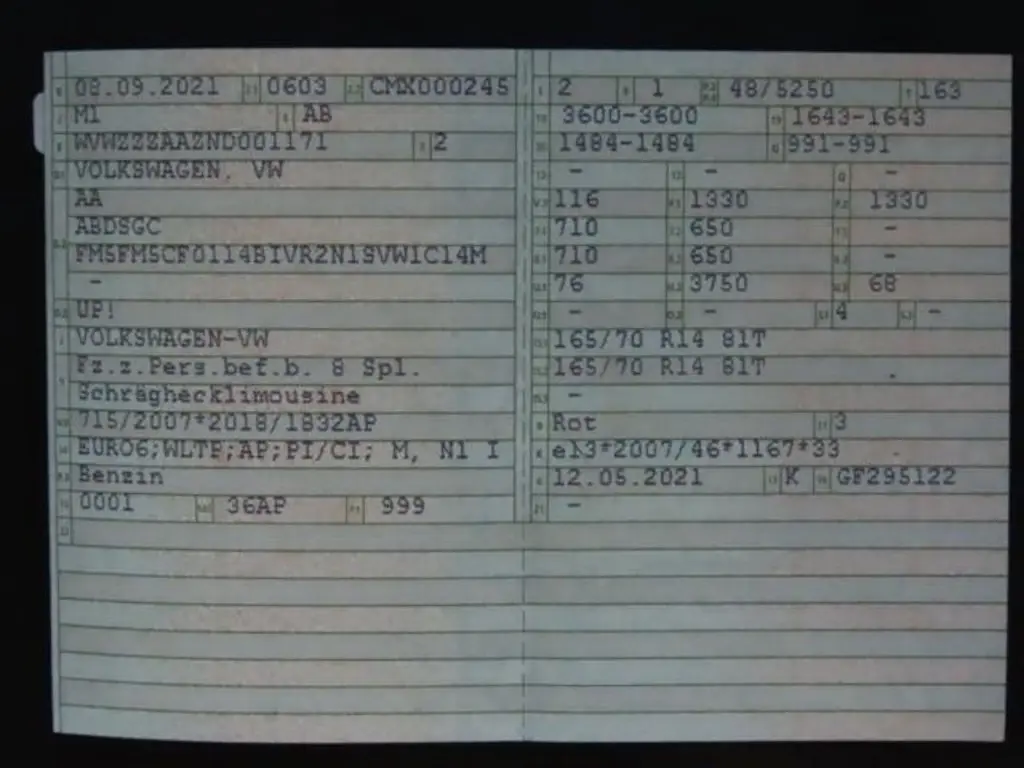 08.09.2021 0603 CMX000245
M1 AB
WVWZZZAAZND001171 2
VOLKSWAGEN, VW
AA
ABDSGC
FM5FM5CF0114BIVR2N1SVW1C14M
-
UP!
VOLKSWAGEN-VW
Fz.z.Pers.bef.b. 8 Spl.
Schräghecklimousine
715/2007*2018/1832AP
EURO6;WLTP;AP;PI/CI; M, N1 I
Benzin
0001 36AP 999
2 1 48/5250 163
3600-3600 1643-1643
1484-1484 991-991
- - -
116 1330 1330
710 650 -
710 650 -
76 3750 68
- - 4 -
165/70 R14 81T
165/70 R14 81T
-
Rot 3
e13*2007/46*1167*33
12.05.2021 K GF295122
-